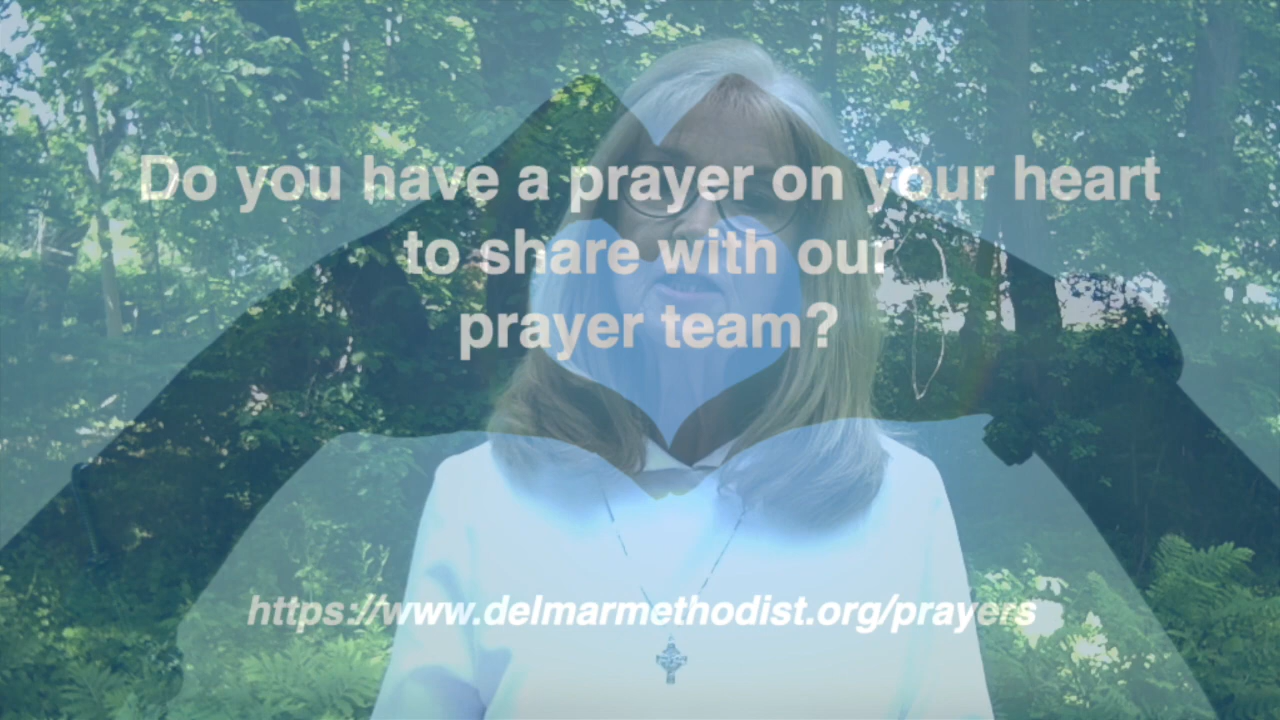 Do you have a prayer on your heart
to share with our
prayer team?
https://www.delmarmethodist.org/prayers